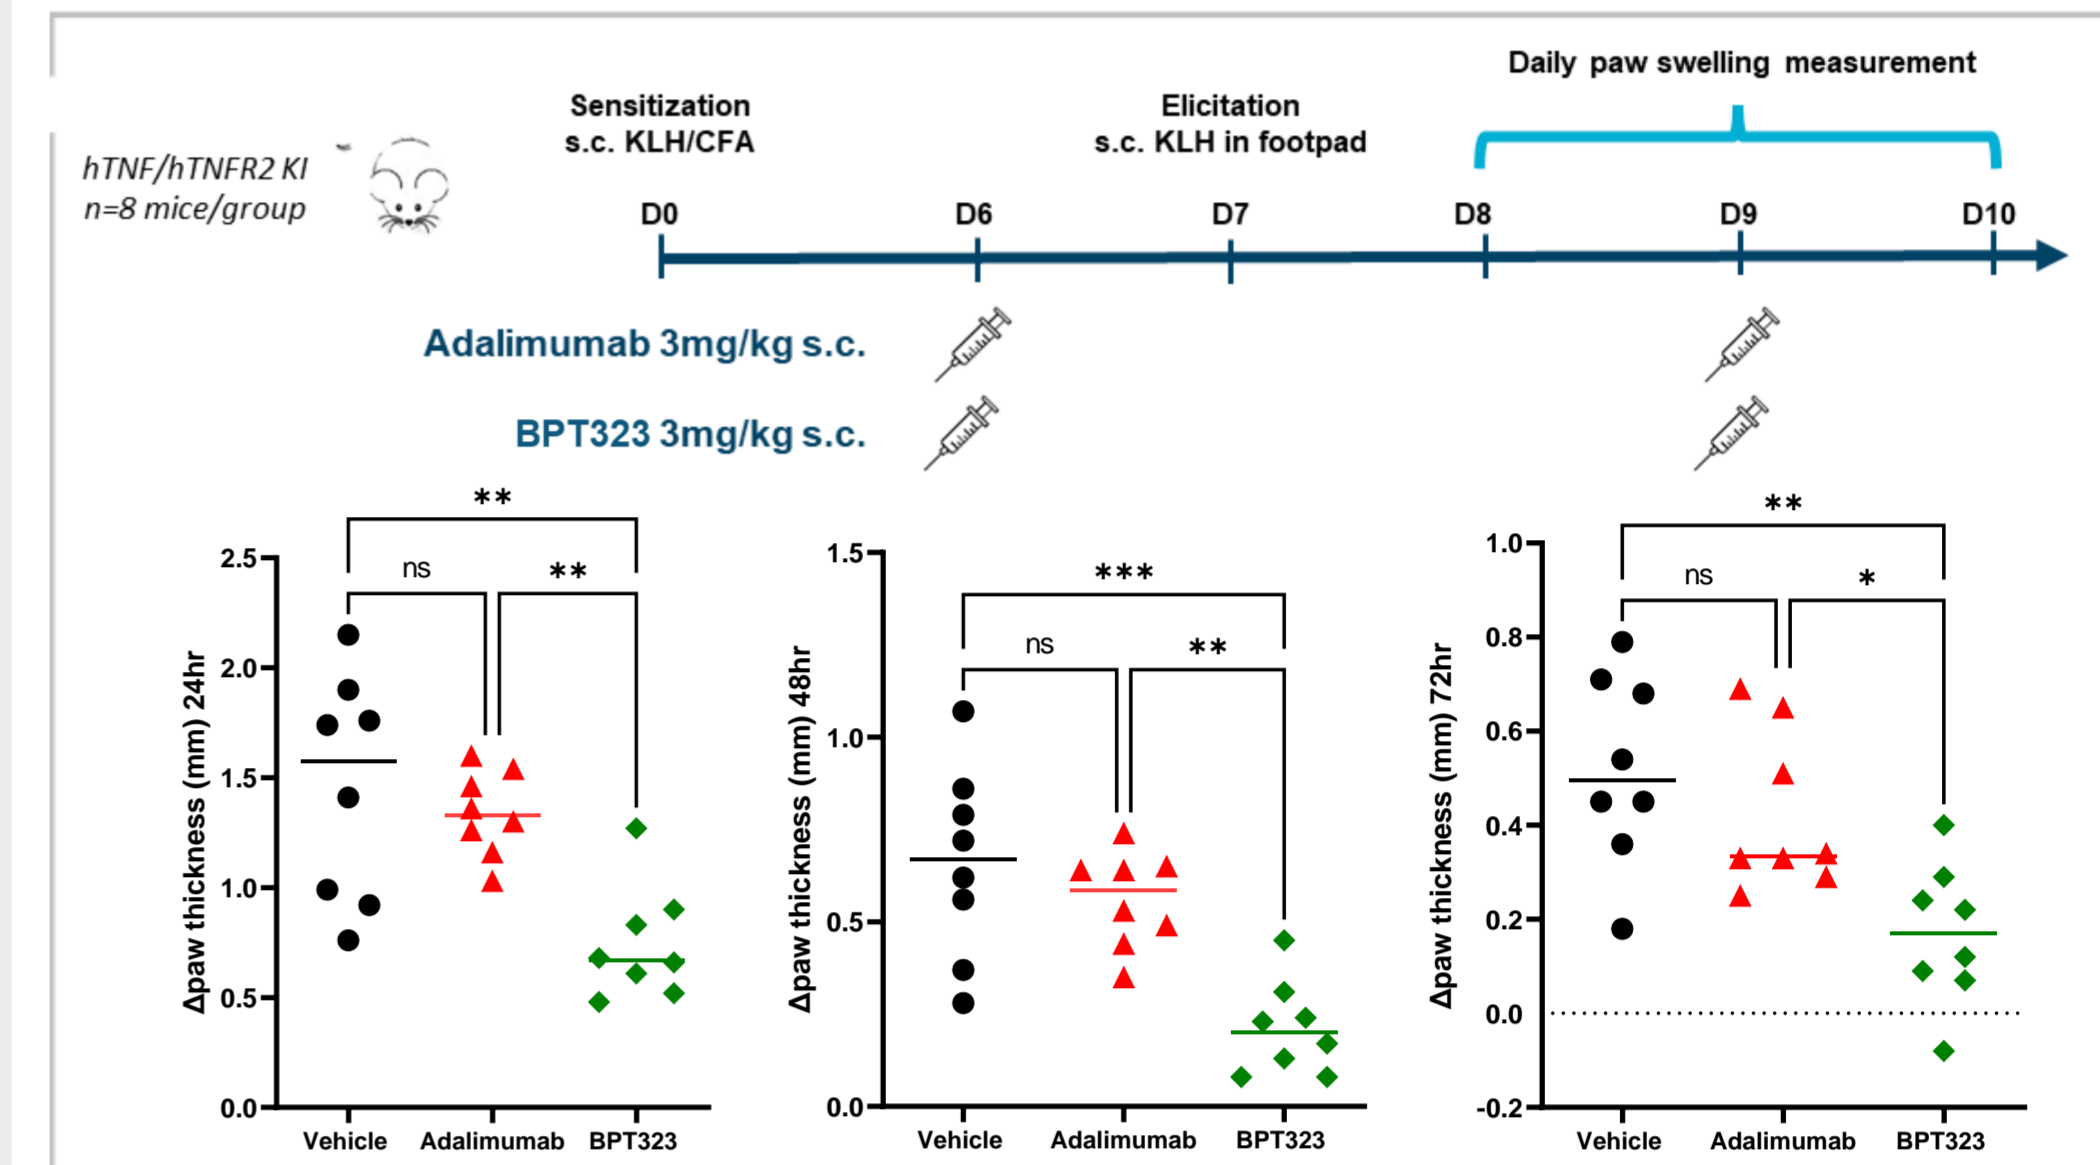 Daily paw swelling measurement
Sensitization
s.c. KLH/CFA
Elicitation
s.c. KLH in footpad
hTNF/hTNFR2 KI
n=8 mice/group
D0
D6
D7
D8
D9
D10
Adalimumab 3mg/kg s.c.
BPT323 3mg/kg s.c.
**
ns
**
Δpaw thickness (mm) 24hr
2.5
2.0
1.5
1.0
0.5
0.0
Vehicle
Adalimumab
BPT323
***
ns
**
Δpaw thickness (mm) 48hr
1.5
1.0
0.5
0.0
Vehicle
Adalimumab
BPT323
**
ns
*
Δpaw thickness (mm) 72hr
1.0
0.8
0.6
0.4
0.2
0.0
-0.2
Vehicle
Adalimumab
BPT323